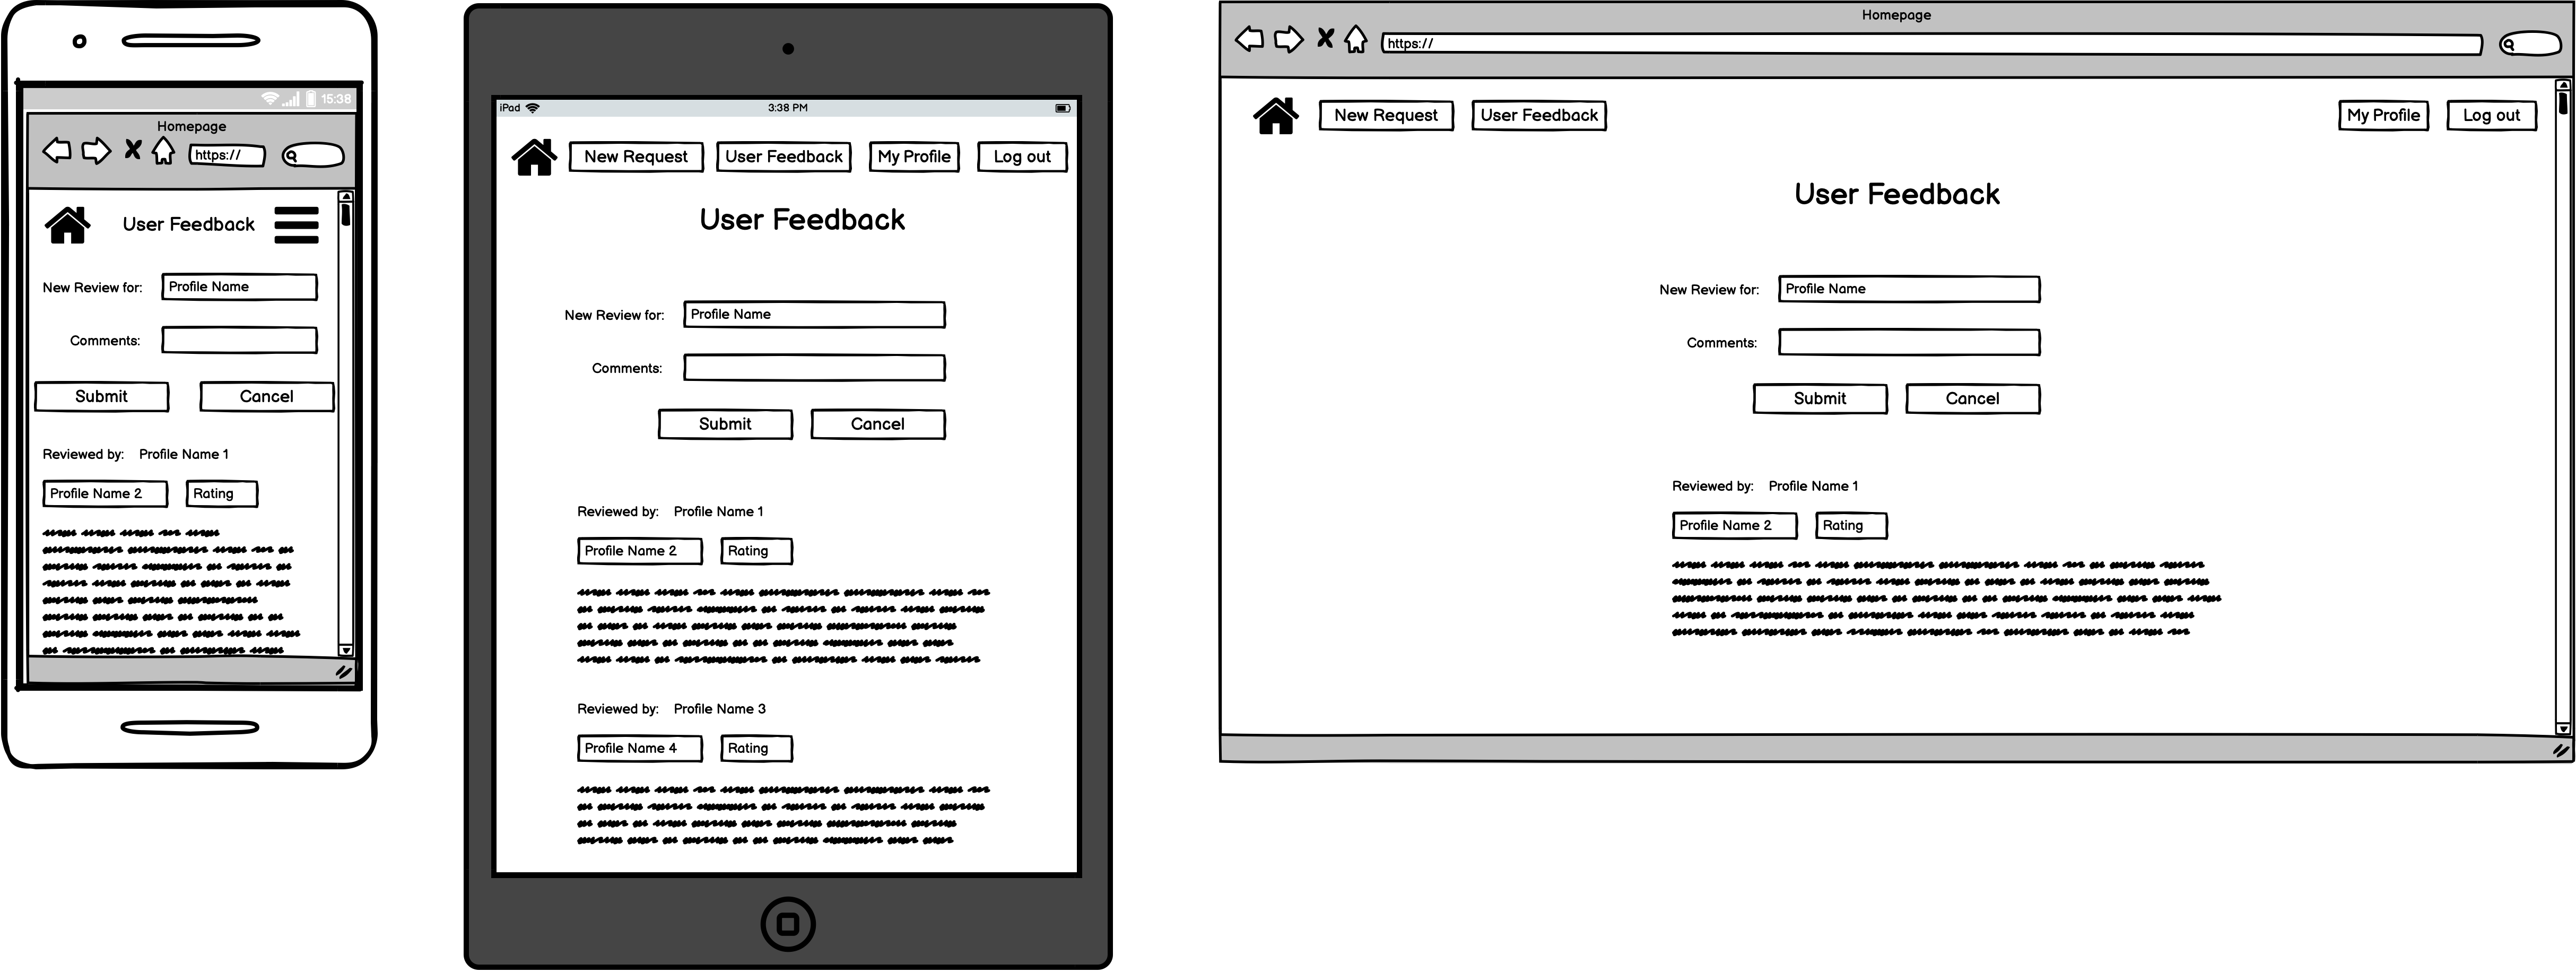 15:38
Homepage
https://
User Feedback
New Review for: Profile Name
Comments:
Submit Cancel
Reviewed by: Profile Name 1
Profile Name 2 Rating
iPad 3:38 PM
New Request User Feedback My Profile Log out
User Feedback
New Review for: Profile Name
Comments:
Submit Cancel
Reviewed by: Profile Name 1
Profile Name 2 Rating
Reviewed by: Profile Name 3
Profile Name 4 Rating
Homepage
https://
New Request User Feedback My Profile Log out
User Feedback
New Review for: Profile Name
Comments:
Submit Cancel
Reviewed by: Profile Name 1
Profile Name 2 Rating